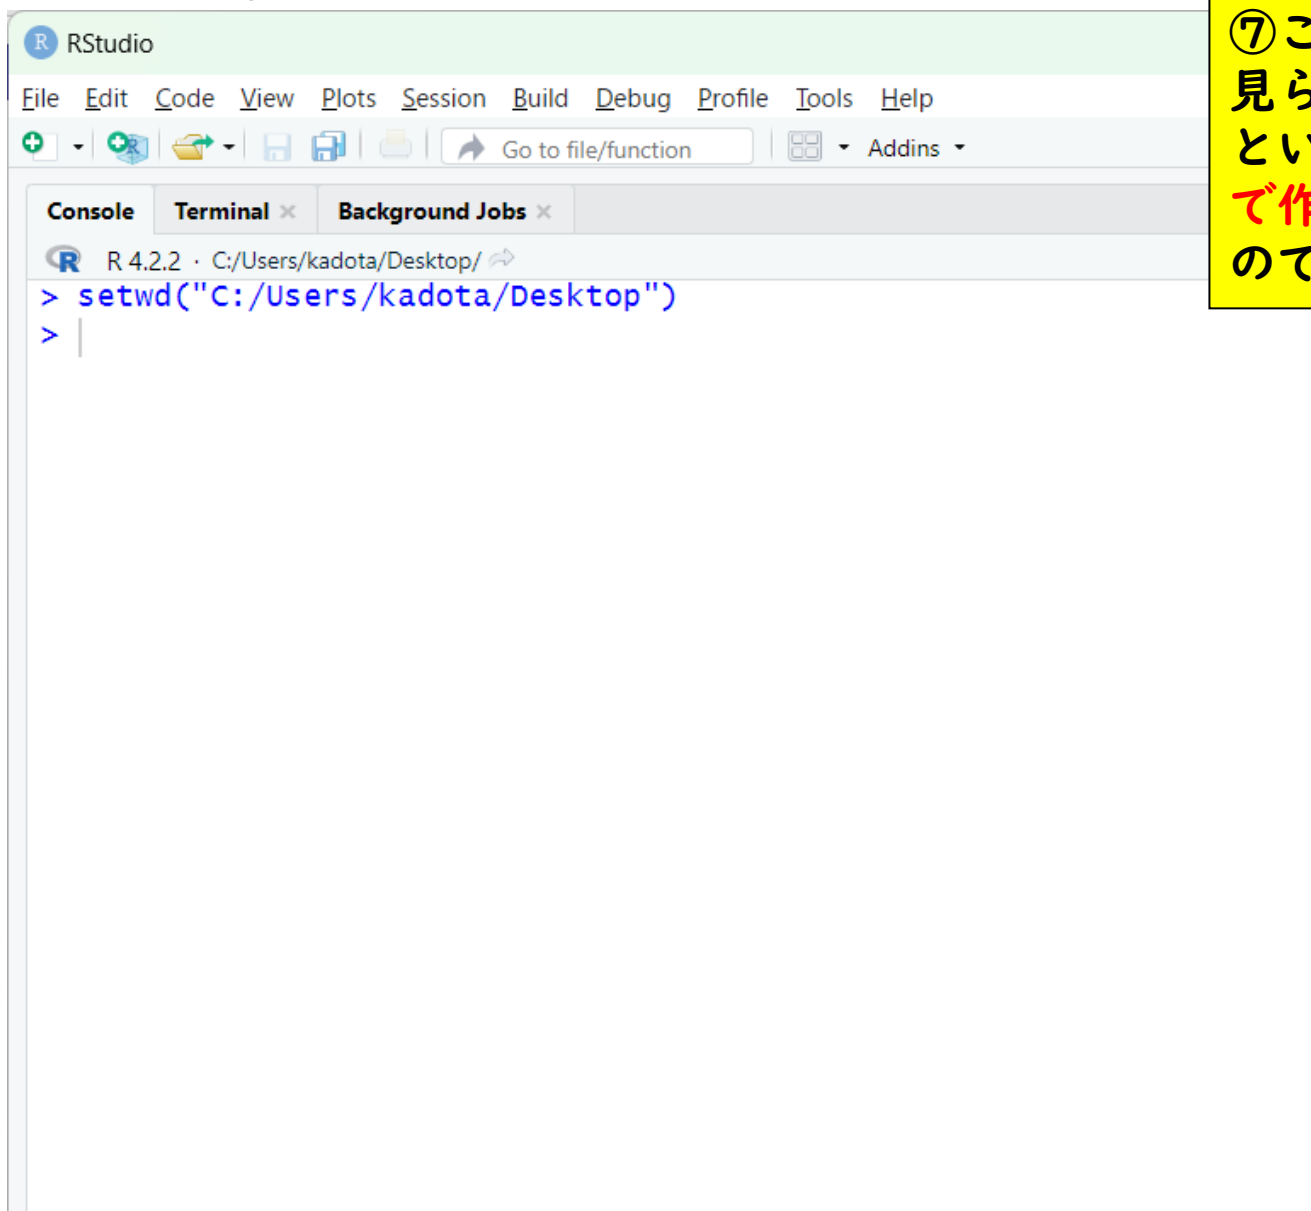 RStudio
File Edit Code View Plots Session Build Debug Profile Tools Help
Go to file/function Addins
Console Terminal Background Jobs
R 4.2.2 · C:/Users/kadota/Desktop/
> setwd("C:/Users/kadota/Desktop")
>
⑦こ
見ら
とい
で作
ので